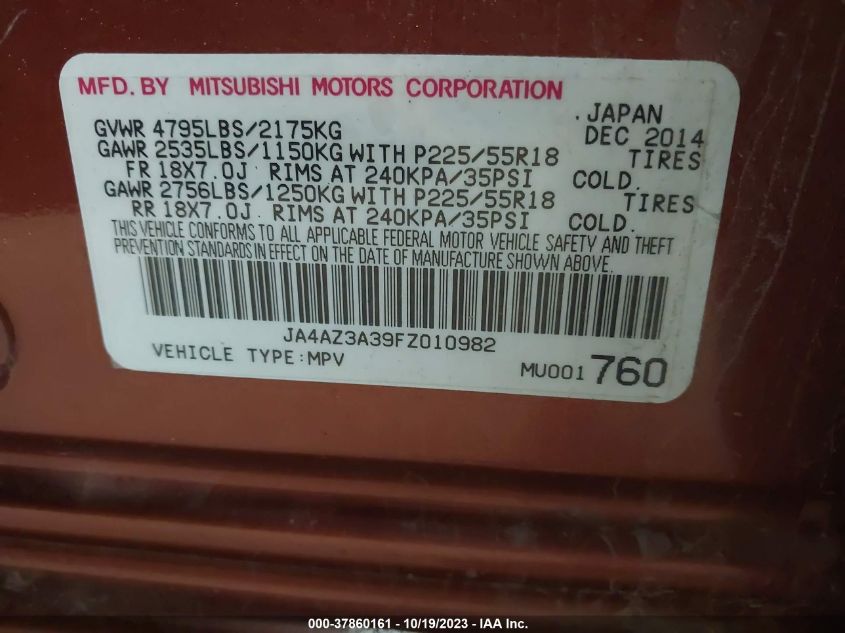 MFD. BY MITSUBISHI MOTORS CORPORATION
.JAPAN
GVWR 4795LBS/2175KG DEC 2014
GAWR 2535LBS/1150KG WITH P225/55R18 TIRES
FR 18X7.0J RIMS AT 240KPA/35PSI COLD.
GAWR 2756LBS/1250KG WITH P225/55R18 TIRES
RR 18X7.0J RIMS AT 240KPA/35PSI COLD.
THIS VEHICLE CONFORMS TO ALL APPLICABLE FEDERAL MOTOR VEHICLE SAFETY AND THEFT
PREVENTION STANDARDS IN EFFECT ON THE DATE OF MANUFACTURE SHOWN ABOVE.
JA4AZ3A39FZ010982
VEHICLE TYPE:MPV MU001 760
000-37860161 - 10/19/2023 - IAA Inc.